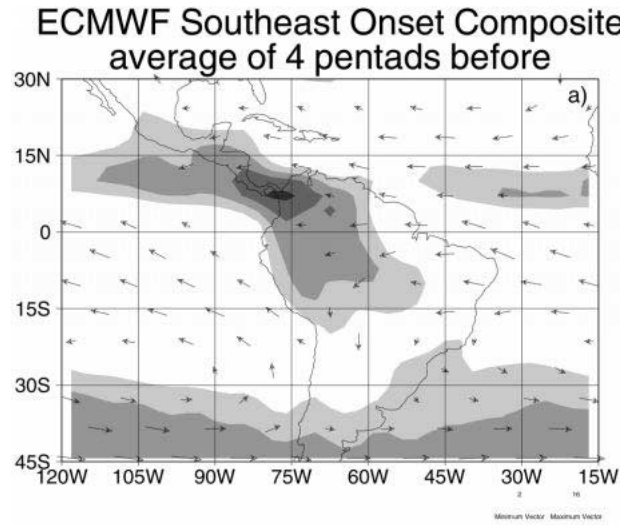 ECMWF Southeast Onset Composite
average of 4 pentads before
a)
30N
15N
0
15S
30S
45S
120W 105W 90W 75W 60W 45W 30W 15W
2 16
Minimum Vector Maximum Vector